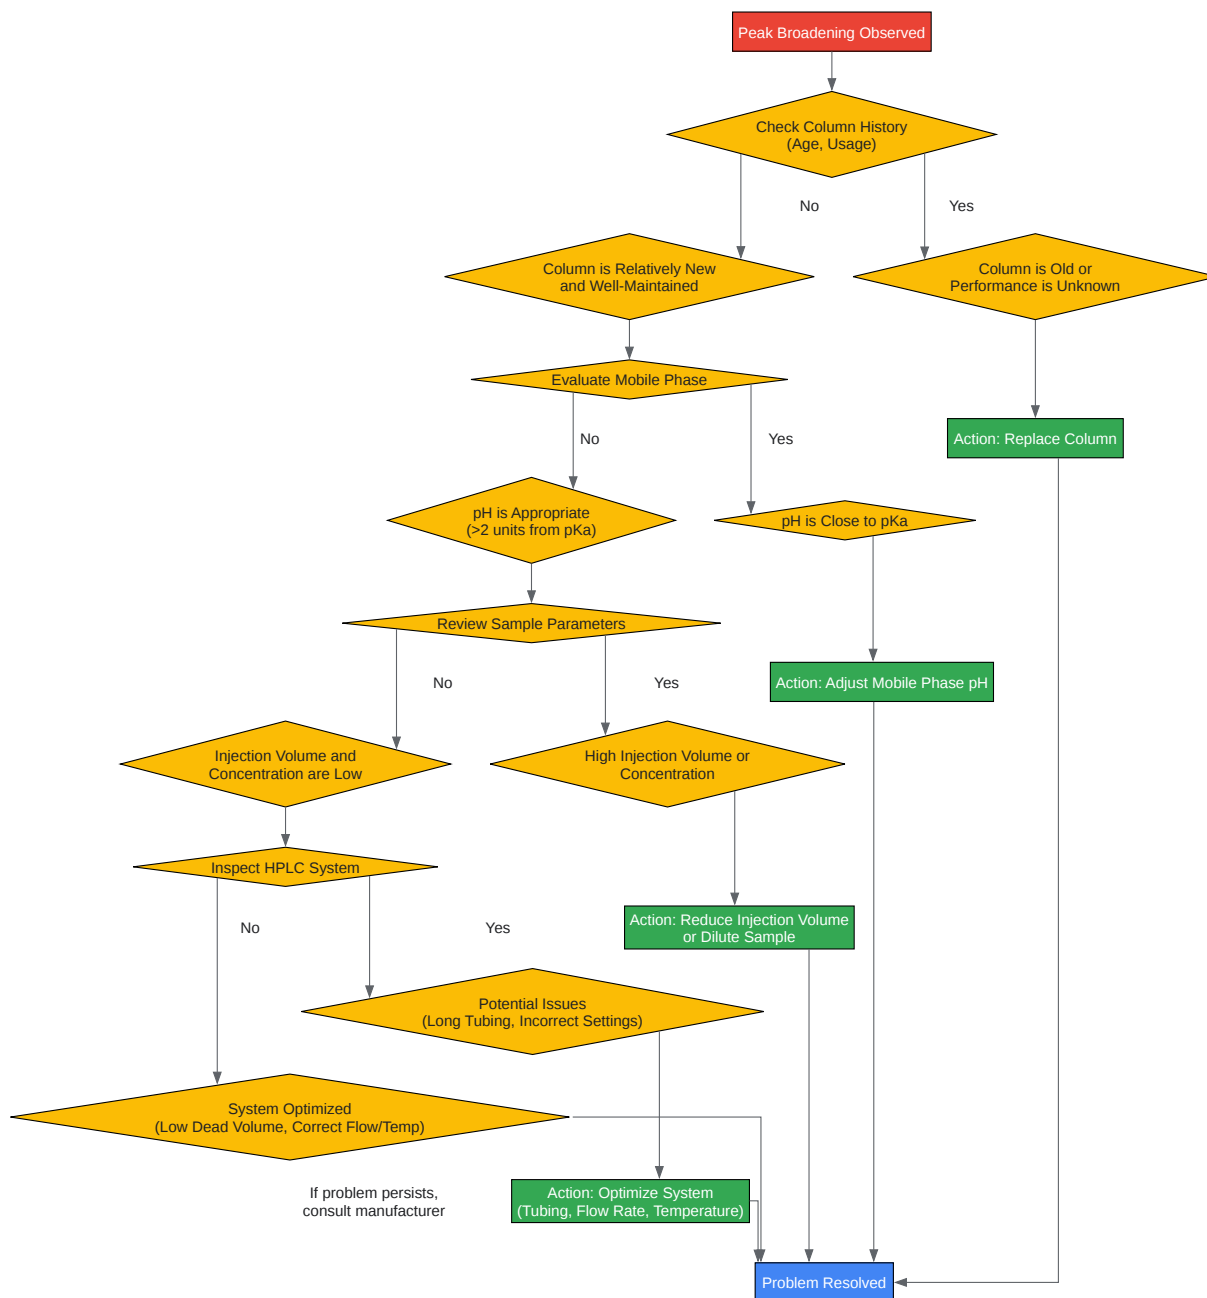 Peak Broadening Observed
Check Column History
(Age, Usage)
No
Yes
Column is Relatively New
and Well-Maintained
Column is Old or
Performance is Unknown
Evaluate Mobile Phase
No
Yes
Action: Replace Column
pH is Appropriate
(>2 units from pKa)
pH is Close to pKa
Review Sample Parameters
No
Yes
Action: Adjust Mobile Phase pH
Injection Volume and
Concentration are Low
High Injection Volume or
Concentration
Inspect HPLC System
No
Yes
Action: Reduce Injection Volume
or Dilute Sample
Potential Issues
(Long Tubing, Incorrect Settings)
System Optimized
(Low Dead Volume, Correct Flow/Temp)
If problem persists,
consult manufacturer
Action: Optimize System
(Tubing, Flow Rate, Temperature)
Problem Resolved